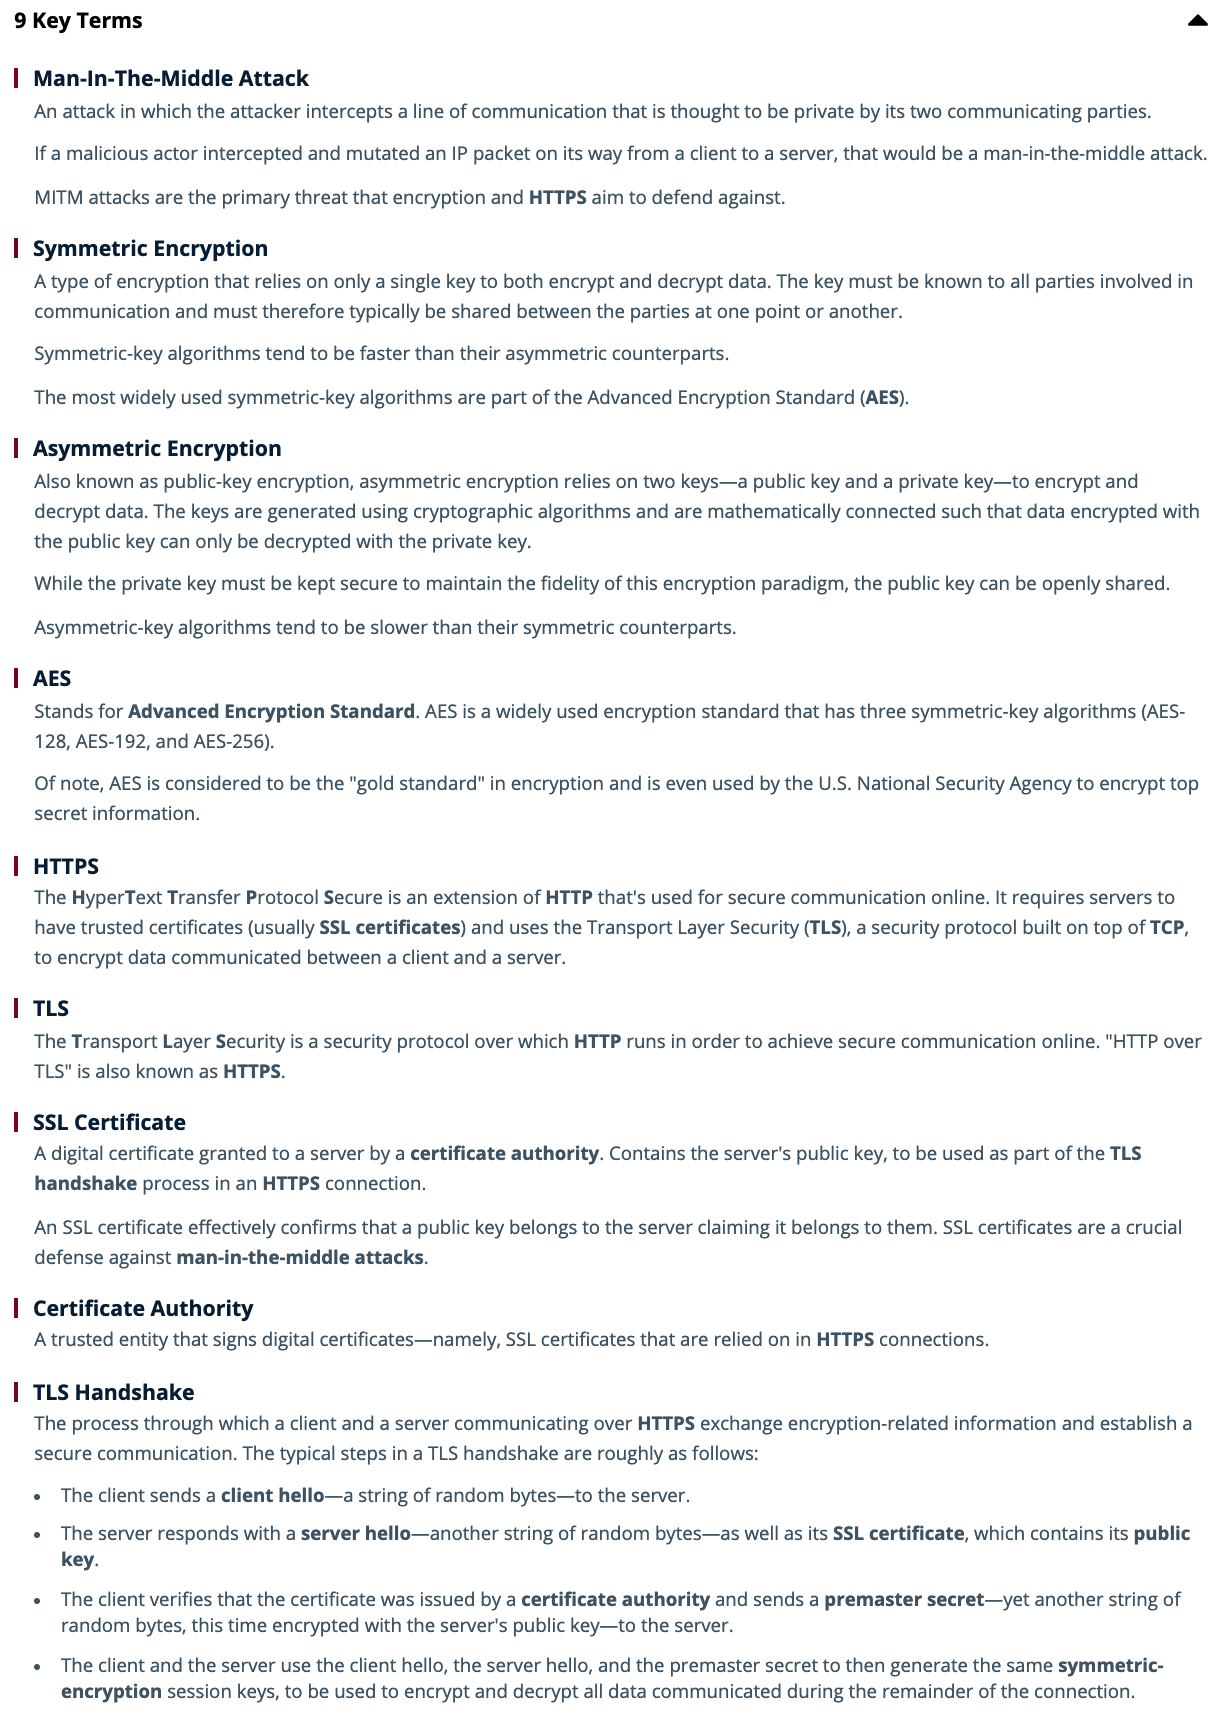 9 Key Terms
Man-In-The-Middle Attack
An attack in which the attacker intercepts a line of communication that is thought to be private by its two communicating parties.
If a malicious actor intercepted and mutated an IP packet on its way from a client to a server, that would be a man-in-the-middle attack.
MITM attacks are the primary threat that encryption and HTTPS aim to defend against.
Symmetric Encryption
A type of encryption that relies on only a single key to both encrypt and decrypt data. The key must be known to all parties involved in
communication and must therefore typically be shared between the parties at one point or another.
Symmetric-key algorithms tend to be faster than their asymmetric counterparts.
The most widely used symmetric-key algorithms are part of the Advanced Encryption Standard (AES).
Asymmetric Encryption
Also known as public-key encryption, asymmetric encryption relies on two keys—a public key and a private key—to encrypt and
decrypt data. The keys are generated using cryptographic algorithms and are mathematically connected such that data encrypted with
the public key can only be decrypted with the private key.
While the private key must be kept secure to maintain the fidelity of this encryption paradigm, the public key can be openly shared.
Asymmetric-key algorithms tend to be slower than their symmetric counterparts.
AES
Stands for Advanced Encryption Standard. AES is a widely used encryption standard that has three symmetric-key algorithms (AES-
128, AES-192, and AES-256).
Of note, AES is considered to be the "gold standard" in encryption and is even used by the U.S. National Security Agency to encrypt top
secret information.
HTTPS
The HyperText Transfer Protocol Secure is an extension of HTTP that's used for secure communication online. It requires servers to
have trusted certificates (usually SSL certificates) and uses the Transport Layer Security (TLS), a security protocol built on top of TCP,
to encrypt data communicated between a client and a server.
TLS
The Transport Layer Security is a security protocol over which HTTP runs in order to achieve secure communication online. "HTTP over
TLS" is also known as HTTPS.
SSL Certificate
A digital certificate granted to a server by a certificate authority. Contains the server's public key, to be used as part of the TLS
handshake process in an HTTPS connection.
An SSL certificate effectively confirms that a public key belongs to the server claiming it belongs to them. SSL certificates are a crucial
defense against man-in-the-middle attacks.
Certificate Authority
A trusted entity that signs digital certificates—namely, SSL certificates that are relied on in HTTPS connections.
TLS Handshake
The process through which a client and a server communicating over HTTPS exchange encryption-related information and establish a
secure communication. The typical steps in a TLS handshake are roughly as follows:
• The client sends a client hello—a string of random bytes—to the server.
• The server responds with a server hello—another string of random bytes—as well as its SSL certificate, which contains its public
key.
• The client verifies that the certificate was issued by a certificate authority and sends a premaster secret—yet another string of
random bytes, this time encrypted with the server's public key—to the server.
• The client and the server use the client hello, the server hello, and the premaster secret to then generate the same symmetric-
encryption session keys, to be used to encrypt and decrypt all data communicated during the remainder of the connection.